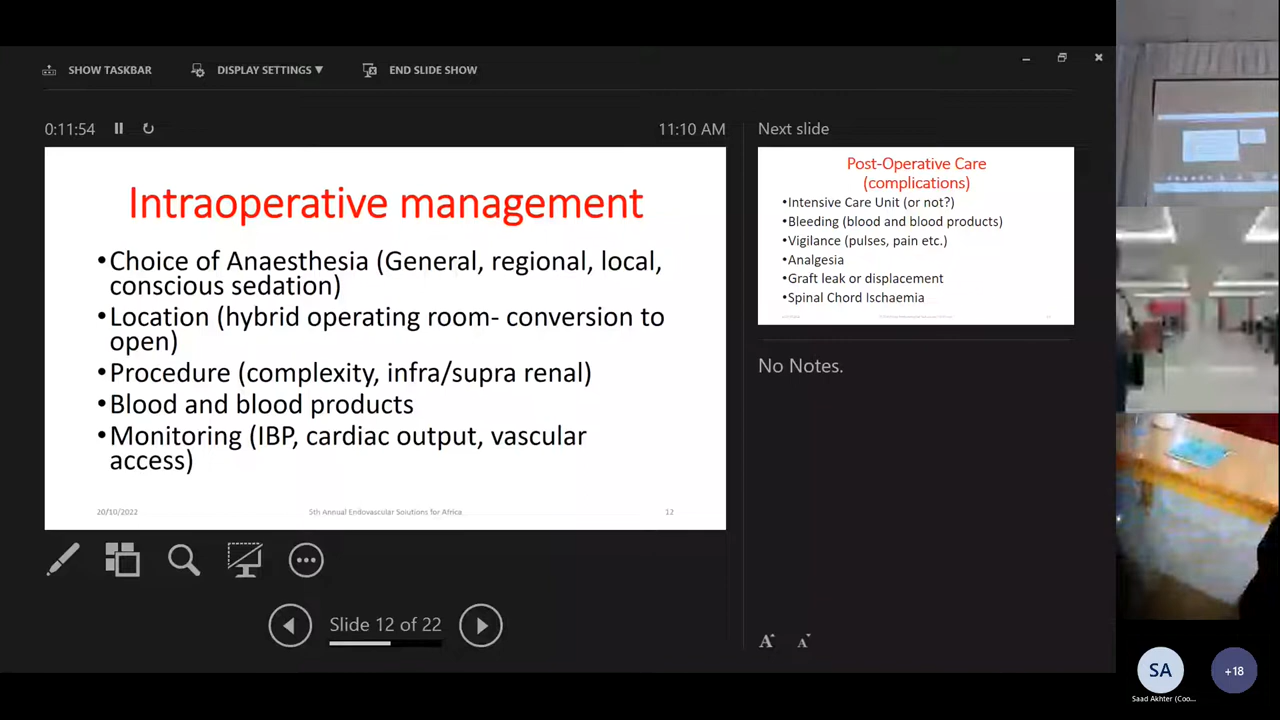 SHOW TASKBAR
DISPLAY SETTINGS ▼
END SLIDE SHOW
0:11:54
11:10 AM
Intraoperative management
•Choice of Anaesthesia (General, regional, local,
conscious sedation)
•Location (hybrid operating room- conversion to
open)
•Procedure (complexity, infra/supra renal)
•Blood and blood products
•Monitoring (IBP, cardiac output, vascular
access)
20/10/2022
5th Annual Endovascular Solutions for Africa
12
Slide 12 of 22
Next slide
Post-Operative Care
(complications)
•Intensive Care Unit (or not?)
•Bleeding (blood and blood products)
•Vigilance (pulses, pain etc.)
•Analgesia
•Graft leak or displacement
•Spinal Chord Ischaemia
No Notes.
A A
SA
Saad Akhter (Coo...
+18